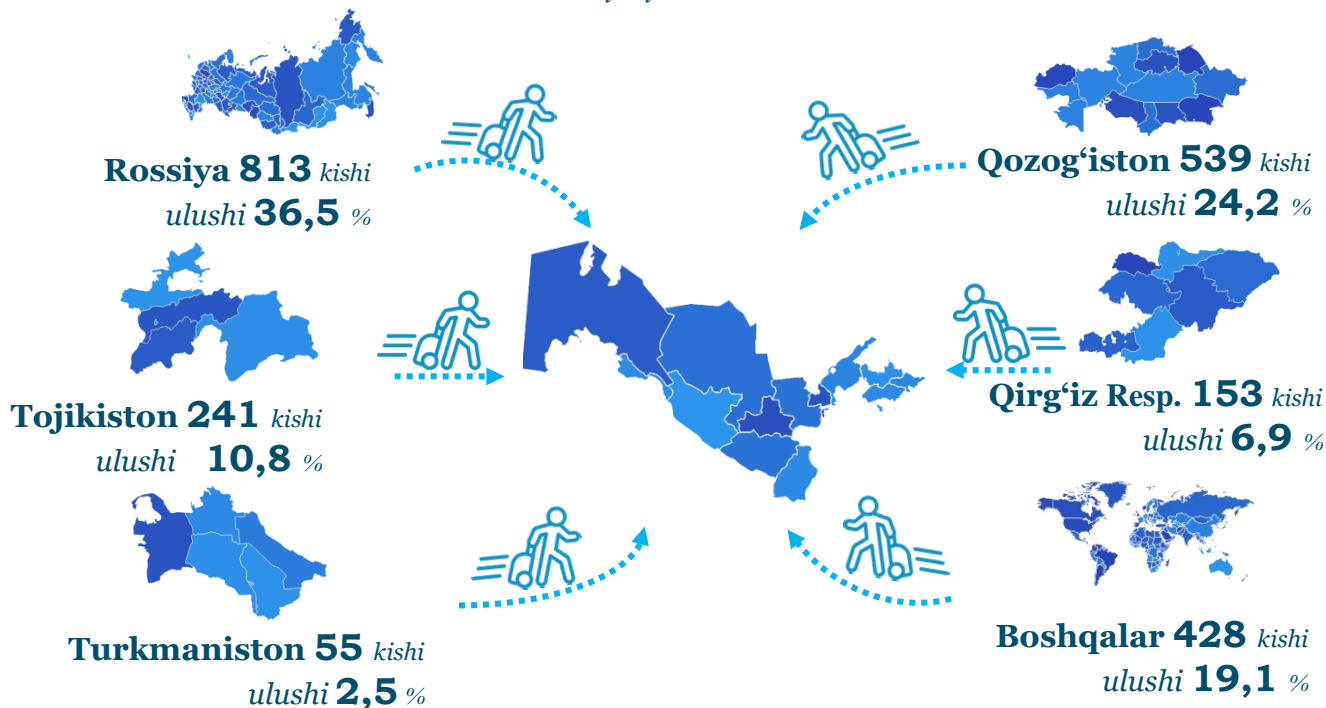 Rossiya 813 kishi
ulushi 36,5 %
Qozog‘iston 539 kishi
ulushi 24,2 %
Tojikiston 241 kishi
ulushi 10,8 %
Qirg‘iz Resp. 153 kishi
ulushi 6,9 %
Turkmaniston 55 kishi
ulushi 2,5 %
Boshqalar 428 kishi
ulushi 19,1 %